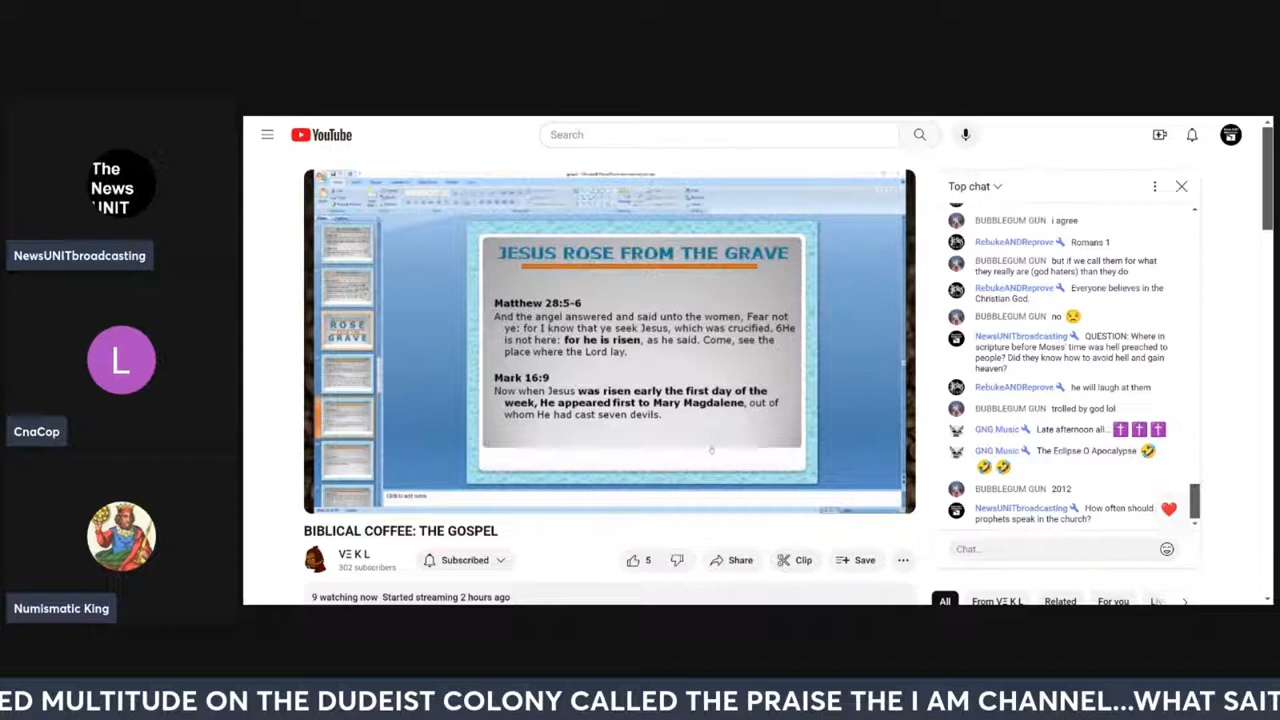 The
News
UNIT
NewsUNITbroadcasting
L
CnaCop
Numismatic King
YouTube
Search
JESUS ROSE FROM THE GRAVE
Matthew 28:5-6
And the angel answered and said unto the women, Fear not
ye: for I know that ye seek Jesus, which was crucified, 6He
is not here: for he is risen, as he said. Come, see the
place where the Lord lay.
Mark 16:9
Now when Jesus was risen early the first day of the
week, He appeared first to Mary Magdalene, out of
whom He had cast seven devils.
ROSE
GRAVE
Click to add notes
BIBLICAL COFFEE: THE GOSPEL
VΞ K L
302 subscribers
Subscribed
5
Share
Clip
Save
9 watching now Started streaming 2 hours ago
Top chat
BUBBLEGUM GUN i agree
RebukeANDReprove Romans 1
BUBBLEGUM GUN but if we call them for what
they really are (god haters) than they do
RebukeANDReprove Everyone believes in the
Christian God.
BUBBLEGUM GUN no 😒
NewsUNITbroadcasting QUESTION: Where in
scripture before Moses' time was hell preached to
people? Did they know how to avoid hell and gain
heaven?
RebukeANDReprove he will laugh at them
BUBBLEGUM GUN trolled by god lol
GNG Music Late afternoon all... ✝️✝️✝️
GNG Music The Eclipse O Apocalypse 🤣
🤣🤣
BUBBLEGUM GUN 2012
NewsUNITbroadcasting How often should
prophets speak in the church?
Chat...
All From VΞ K L Related For you
ED MULTITUDE ON THE DUDEIST COLONY CALLED THE PRAISE THE I AM CHANNEL...WHAT SAIT